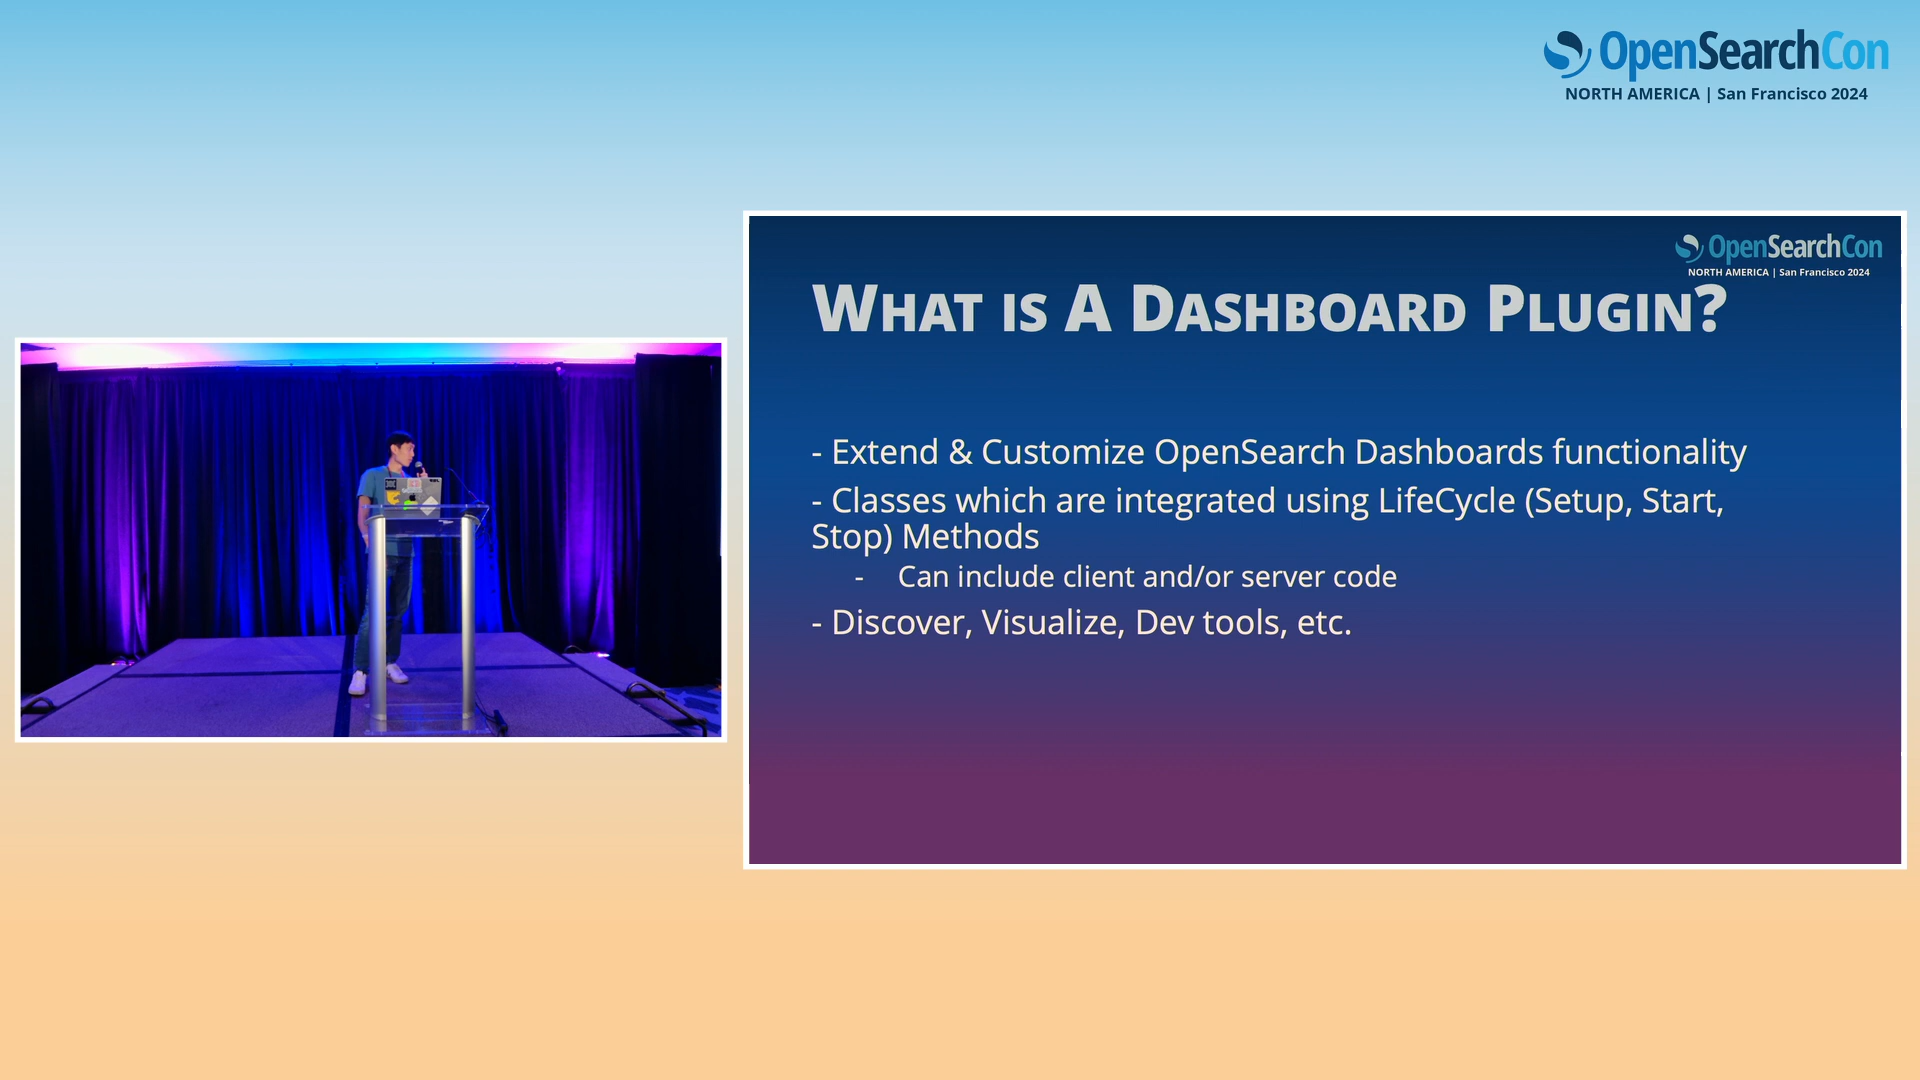 OpenSearchCon
NORTH AMERICA | San Francisco 2024
OpenSearchCon
NORTH AMERICA | San Francisco 2024
WHAT IS A DASHBOARD PLUGIN?
- Extend & Customize OpenSearch Dashboards functionality
- Classes which are integrated using LifeCycle (Setup, Start,
Stop) Methods
- Can include client and/or server code
- Discover, Visualize, Dev tools, etc.